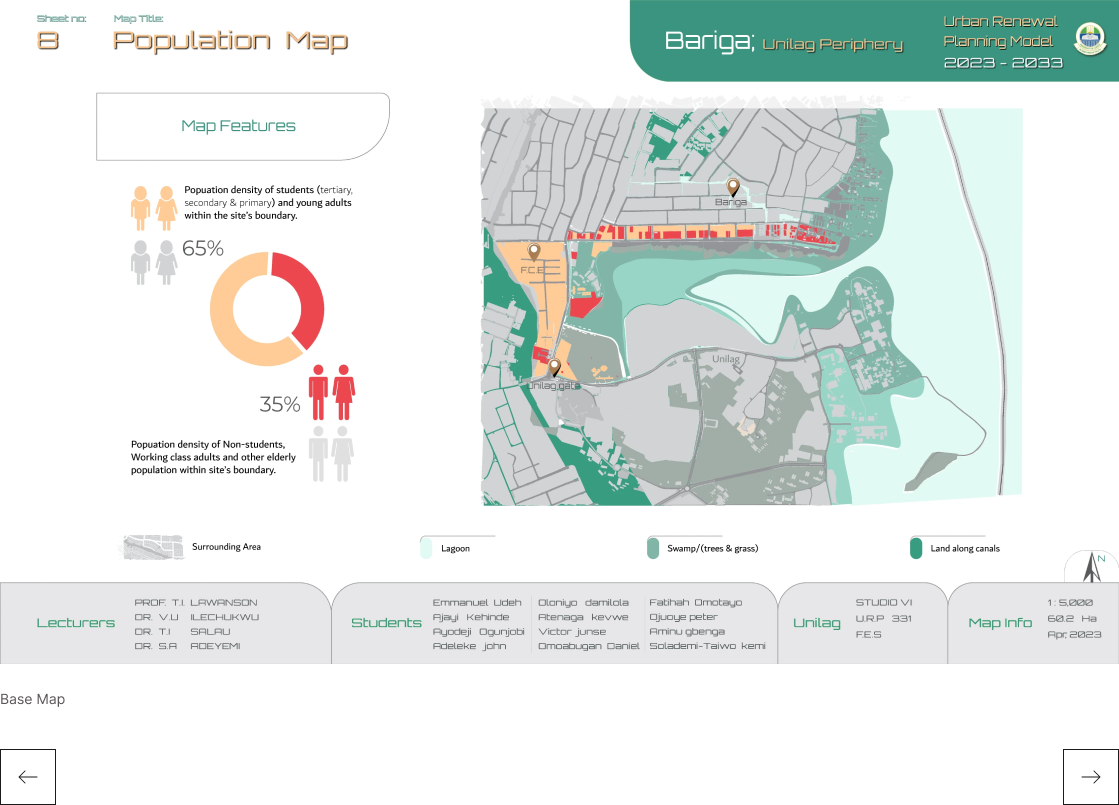 Sheet no:
8
Map Title:
Population Map
Bariga; Unilag Periphery
Urban Renewal
Planning Model
2023 - 2033
Map Features
Popuation density of students (tertiary,
secondary & primary) and young adults
within the site's boundary.
65%
35%
Popuation density of Non-students,
Working class adults and other elderly
population within site's boundary.
Bariga
F.C.E
Unilag
Unilag gate
Surrounding Area
Lagoon
Swamp/(trees & grass)
Land along canals
N
Lecturers
PROF. T.I. LAWANSON
DR. V.U ILECHUKWU
DR. T.I SALAU
DR. S.A ADEYEMI
Students
Emmanuel Udeh
Ajayi Kehinde
Ayodeji Ogunjobi
Adeleke john
Oloniyo damilola
Atenaga kevwe
Victor junse
Omoabugan Daniel
Fatihah Omotayo
Ojuoye peter
Aminu gbenga
Solademi-Taiwo kemi
Unilag
STUDIO VI
U.R.P 331
F.E.S
Map Info
1 : 5,000
60.2 Ha
Apr, 2023
Base Map